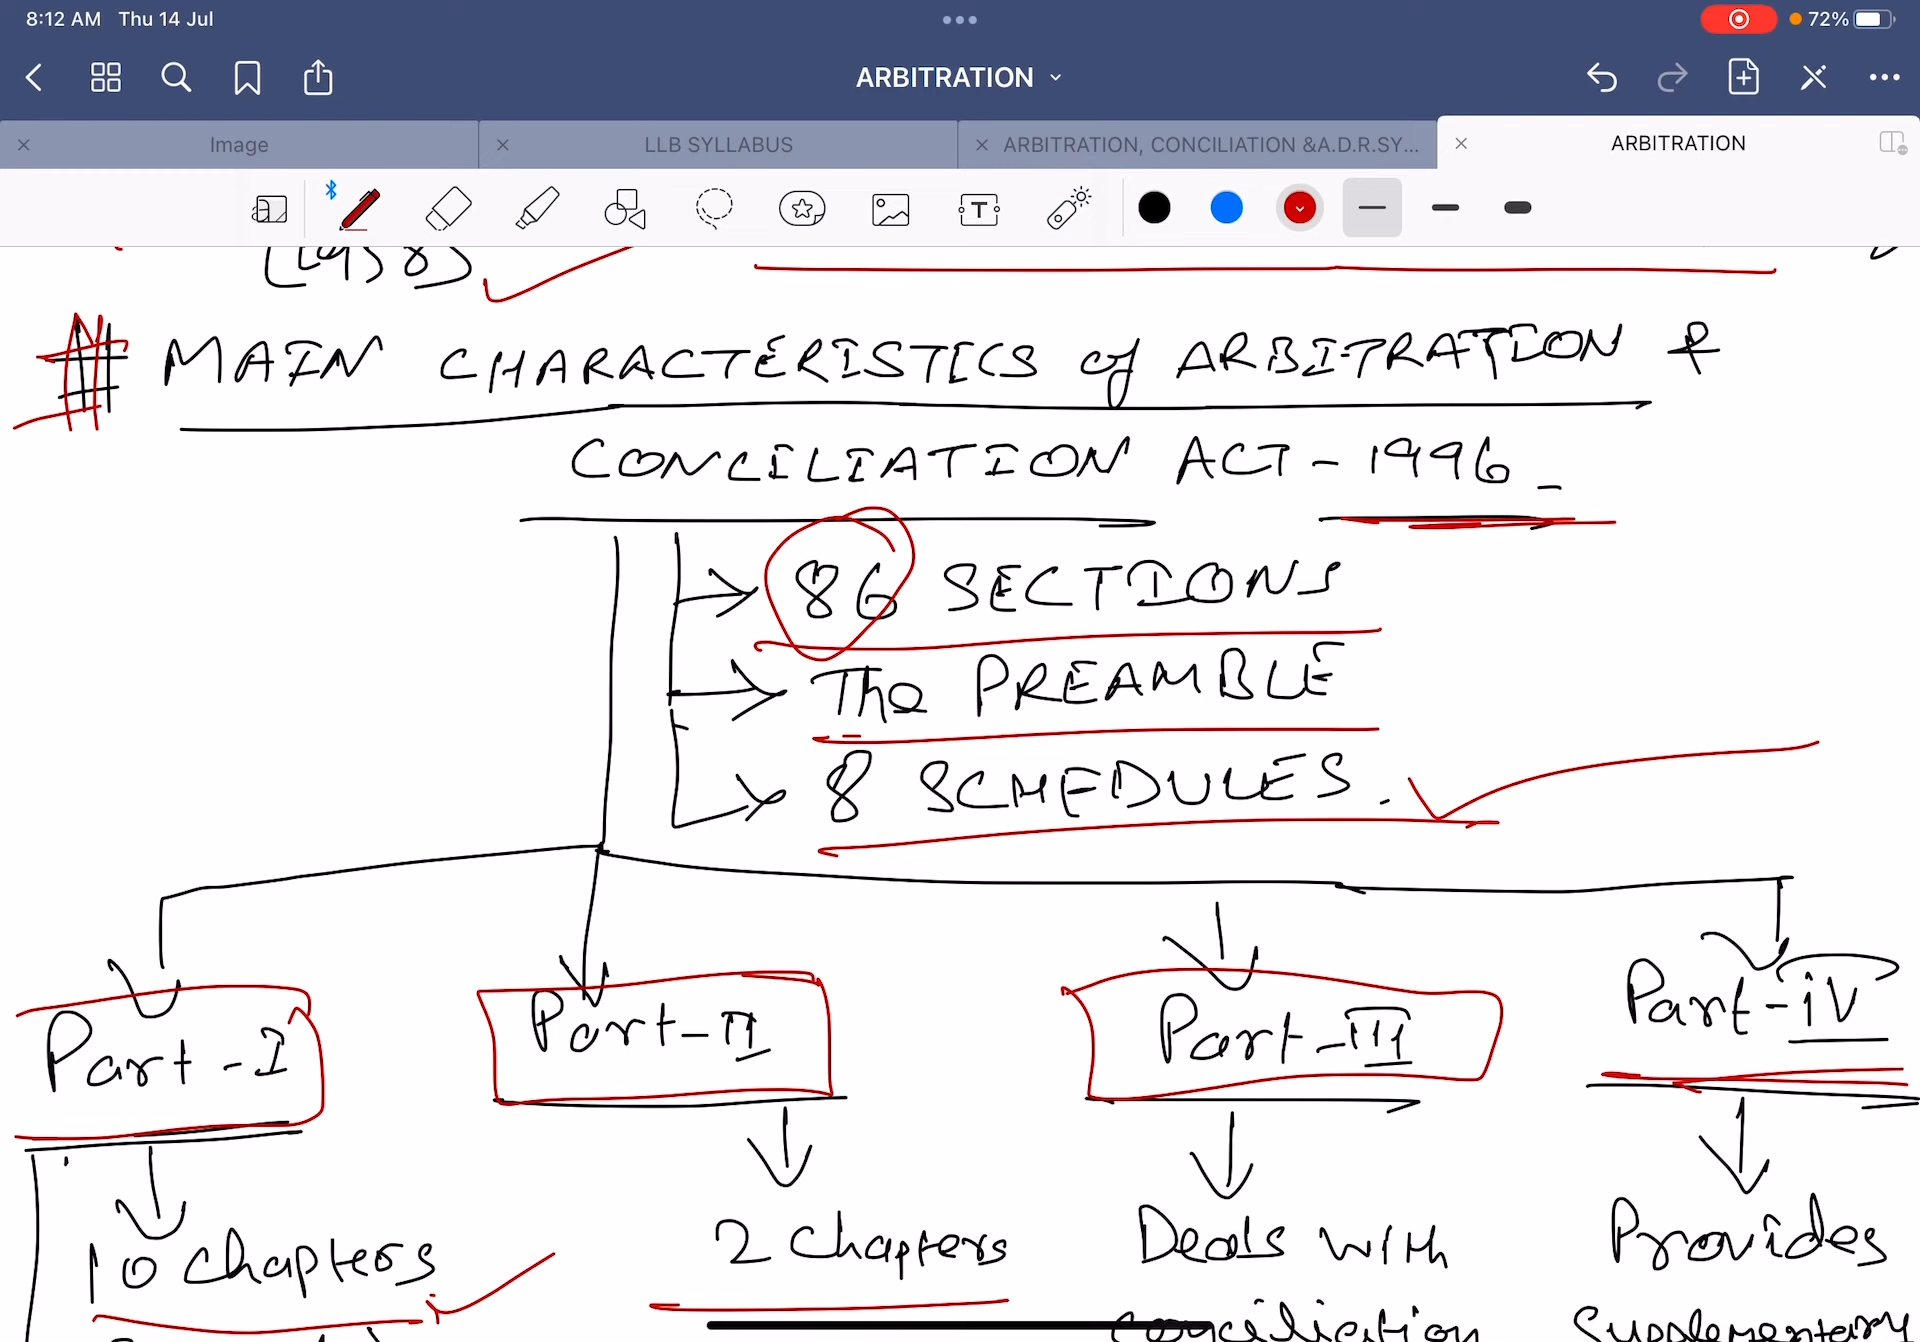 8:12 AM Thu 14 Jul
72%
ARBITRATION
Image
LLB SYLLABUS
ARBITRATION, CONCILIATION &A.D.R.SY...
ARBITRATION
T
# MAIN CHARACTERISTICS of ARBITRATION &
CONCILIATION ACT - 1996
86 SECTIONS
The PREAMBLE
8 SCHEDULES.
Part - I
Part - II
Part - III
Part - iV
10 chapters
2 Chapters
Deals with
Provides
conciliation
Supplementary